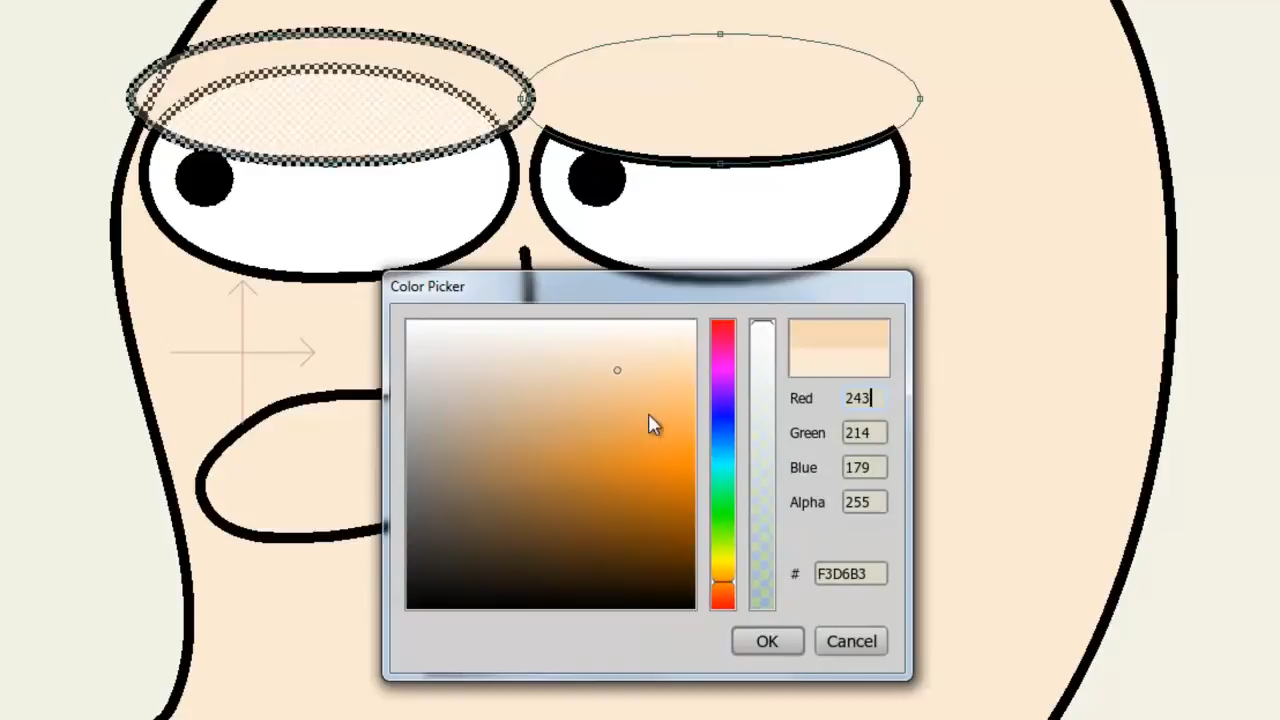 Color Picker
Red 243
Green 214
Blue 179
Alpha 255
# F3D6B3
OK Cancel